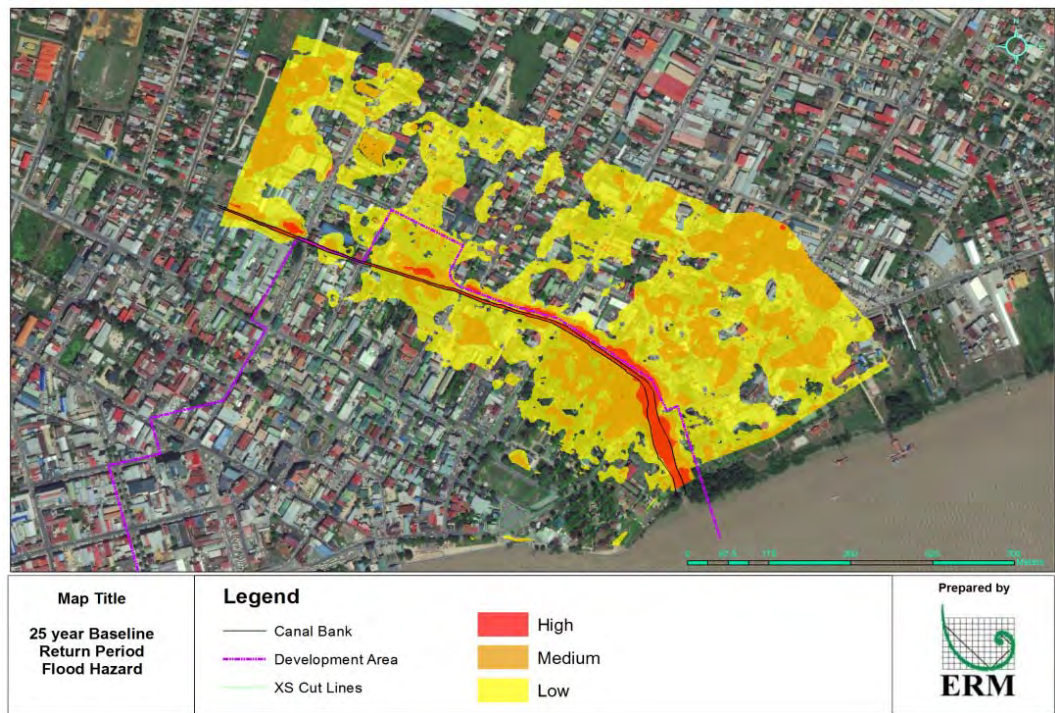 Meters
Map Title
25 year Baseline
Return Period
Flood Hazard
Legend
Canal Bank
Development Area
XS Cut Lines
High
Medium
Low
Prepared by
ERM